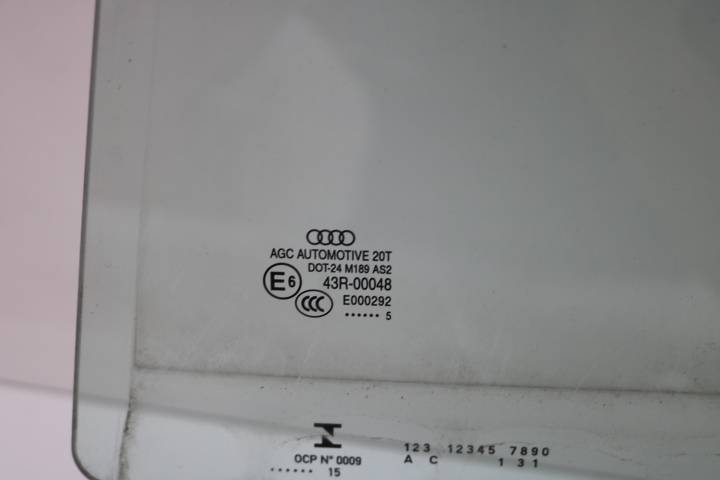 AGC AUTOMOTIVE 20T
DOT-24 M189 AS2
E6 43R-00048
CCC E000292
•••••• 5
OCP N° 0009
•••••• 15
123 12345 7890
A C 1 3 1